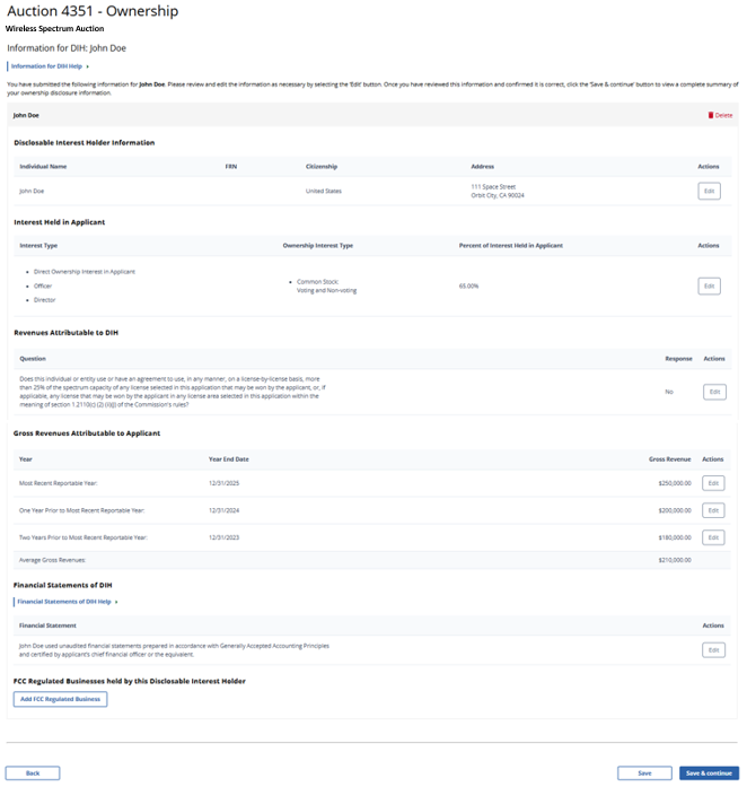 Auction 4351 - Ownership
Wireless Spectrum Auction
Information for DIH: John Doe
Information for DIH Help
You have submitted the following information for John Doe. Please review and edit the information as necessary by selecting the 'Edit' button. Once you have reviewed this information and confirmed it is correct, click the 'Save & continue' button to view a complete summary of
your ownership disclosure information.
John Doe
Delete
Disclosable Interest Holder Information
Individual Name FRN Citizenship Address Actions
John Doe United States 111 Space Street
Orbit City, CA 90024
Edit
Interest Held in Applicant
Interest Type Ownership Interest Type Percent of Interest Held in Applicant Actions
• Direct Ownership Interest in Applicant
• Officer
• Director
• Common Stock:
Voting and Non-voting
65.00%
Edit
Revenues Attributable to DIH
Question Response Actions
Does this individual or entity use or have an agreement to use, in any manner, on a license-by-license basis, more
than 25% of the spectrum capacity of any license selected in this application that may be won by the applicant, or, if
applicable, any license that may be won by the applicant in any license area selected in this application within the
meaning of section 1.2110(c) (2) (ii)(J) of the Commission's rules?
No
Edit
Gross Revenues Attributable to Applicant
Year Year End Date Gross Revenue Actions
Most Recent Reportable Year: 12/31/2025 $250,000.00 Edit
One Year Prior to Most Recent Reportable Year: 12/31/2024 $200,000.00 Edit
Two Years Prior to Most Recent Reportable Year: 12/31/2023 $180,000.00 Edit
Average Gross Revenues: $210,000.00
Financial Statements of DIH
Financial Statements of DIH Help
Financial Statement Actions
John Doe used unaudited financial statements prepared in accordance with Generally Accepted Accounting Principles
and certified by applicant's chief financial officer or the equivalent.
Edit
FCC Regulated Businesses held by this Disclosable Interest Holder
Add FCC Regulated Business
Back Save Save & continue